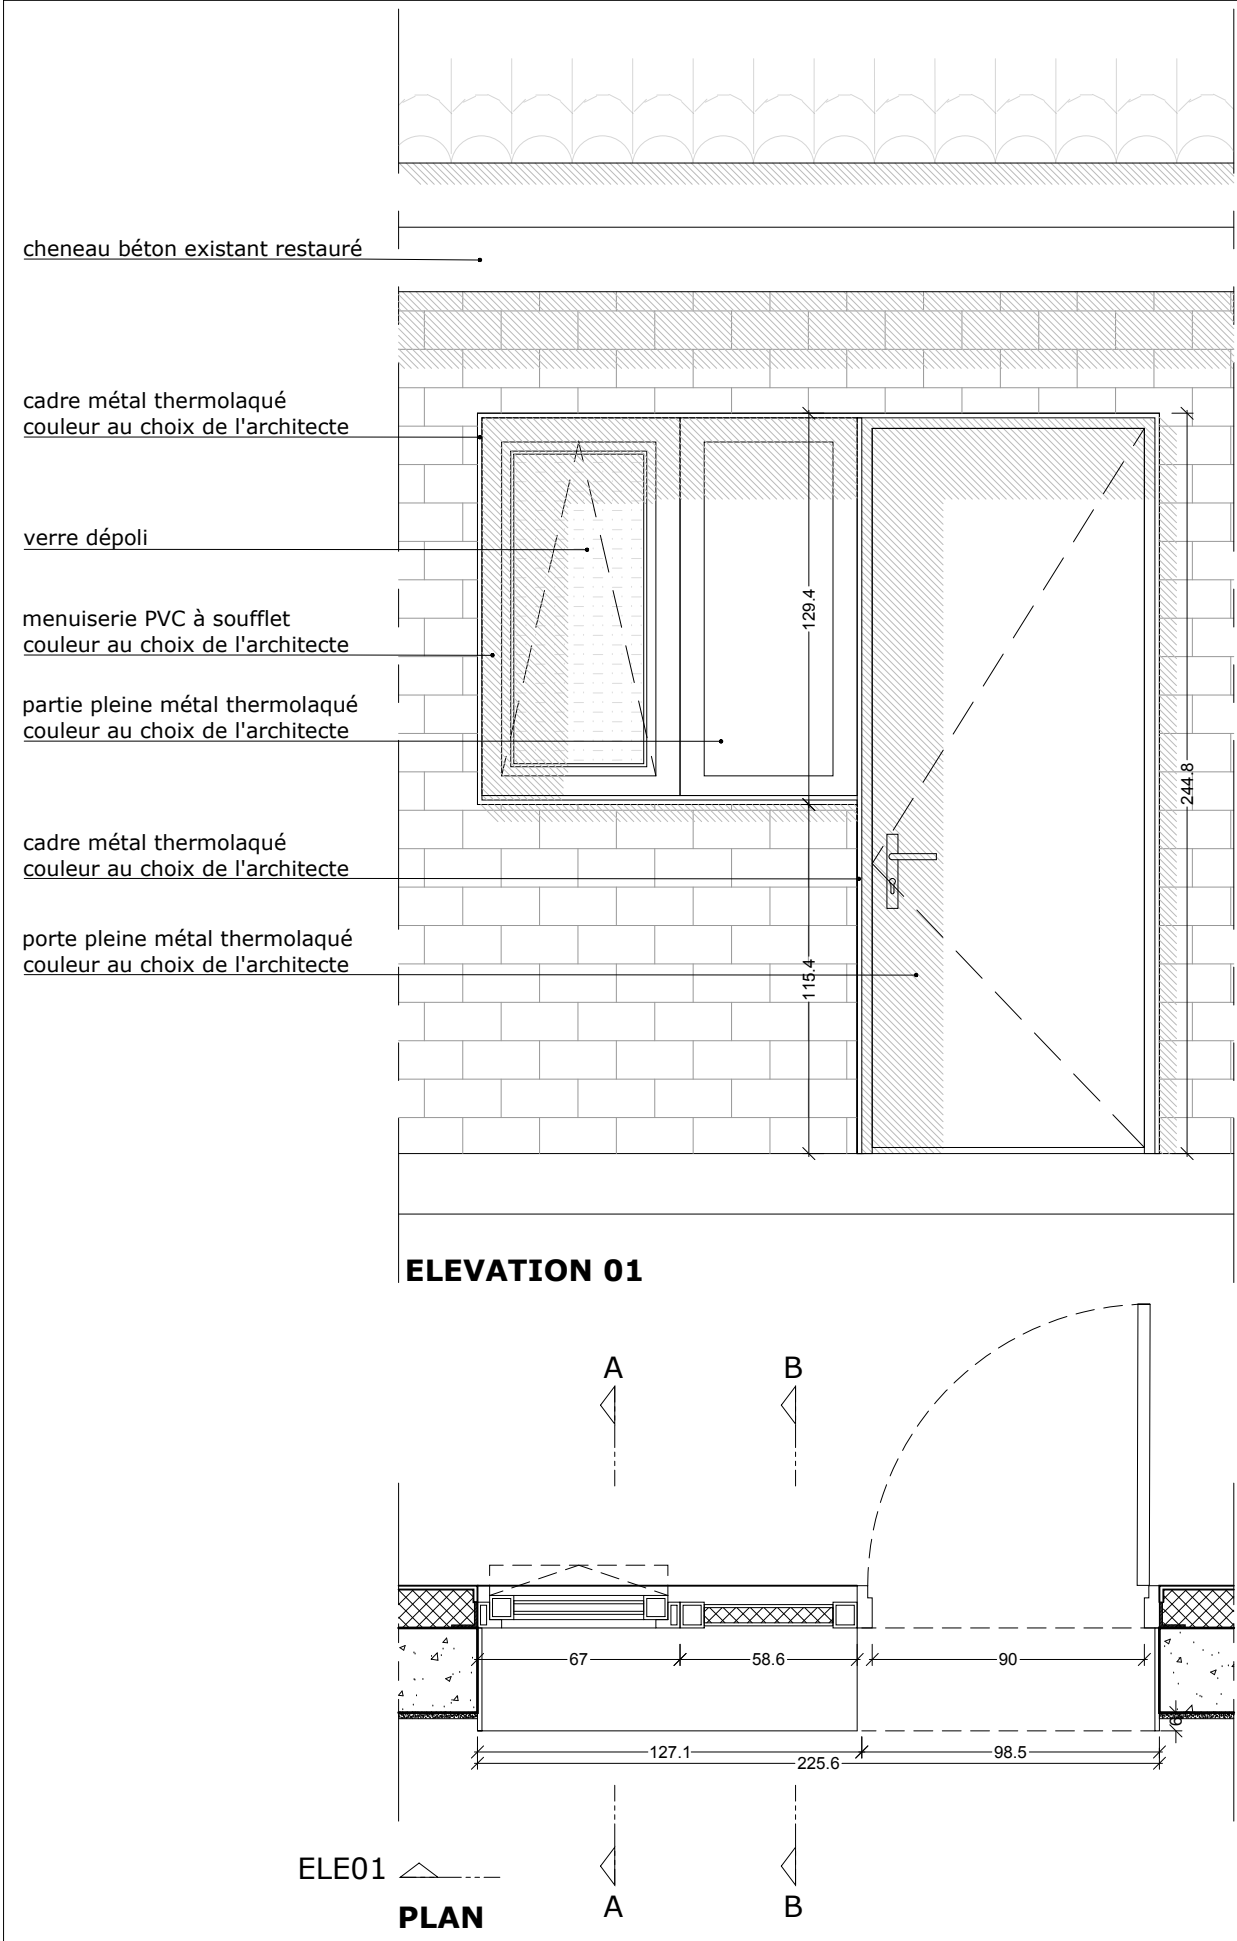 cheneau béton existant restauré
cadre métal thermolaqué
couleur au choix de l'architecte
verre dépoli
menuiserie PVC à soufflet
couleur au choix de l'architecte
129.4
partie pleine métal thermolaqué
couleur au choix de l'architecte
244.8
cadre métal thermolaqué
couleur au choix de l'architecte
porte pleine métal thermolaqué
couleur au choix de l'architecte
115.4
ELEVATION 01
A
B
67
58.6
90
6
127.1
98.5
225.6
ELE01
A
B
PLAN